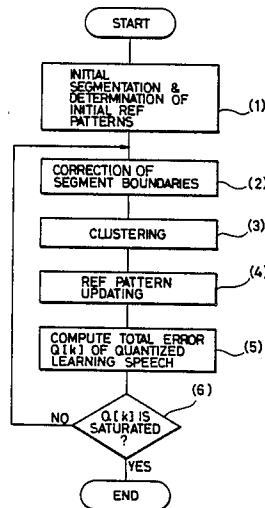 START
INITIAL
SEGMENTATION &
DETERMINATION OF
INITIAL REF
PATTERNS
(1)
CORRECTION OF
SEGMENT BOUNDARIES
(2)
CLUSTERING
(3)
REF PATTERN
UPDATING
(4)
COMPUTE TOTAL ERROR
Q[k] OF QUANTIZED
LEARNING SPEECH
(5)
Q[k] IS
SATURATED
?
(6)
NO
YES
END